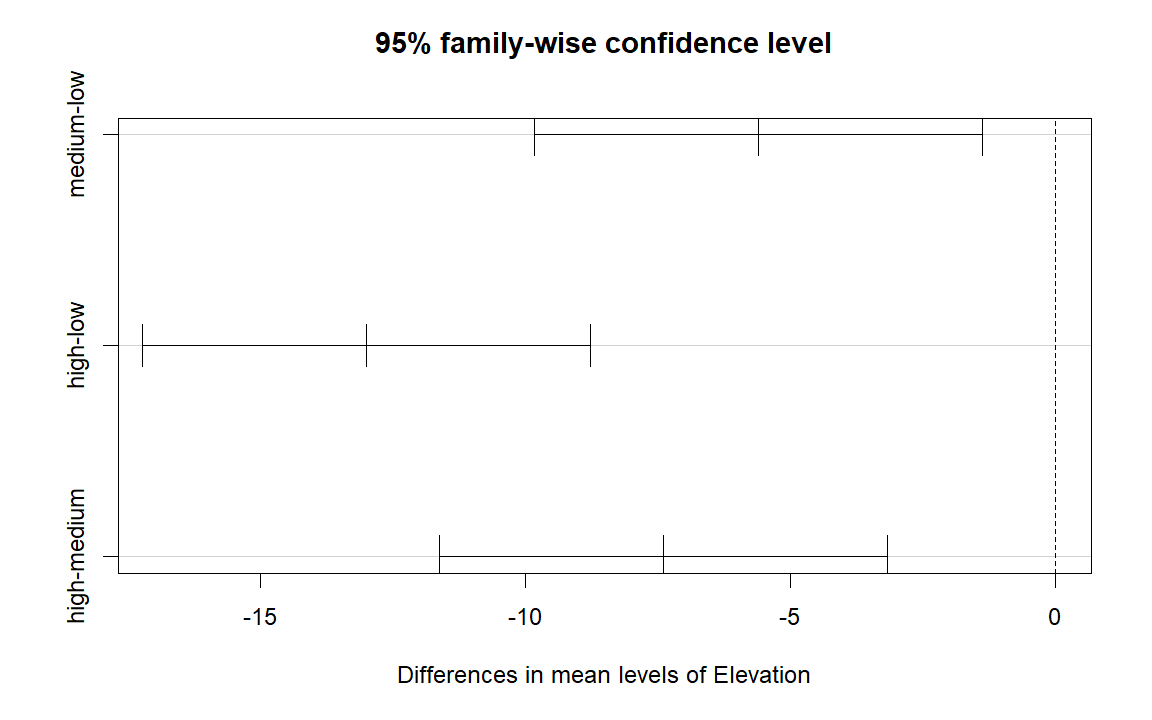 95% family-wise confidence level
medium-low
high-low
high-medium
-15 -10 -5 0
Differences in mean levels of Elevation